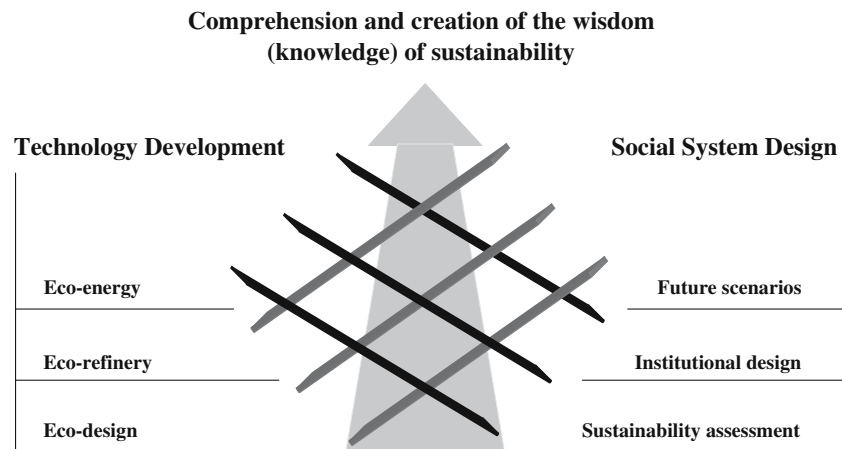 Comprehension and creation of the wisdom
(knowledge) of sustainability
Technology Development
Social System Design
Eco-energy
Future scenarios
Eco-refinery
Institutional design
Eco-design
Sustainability assessment